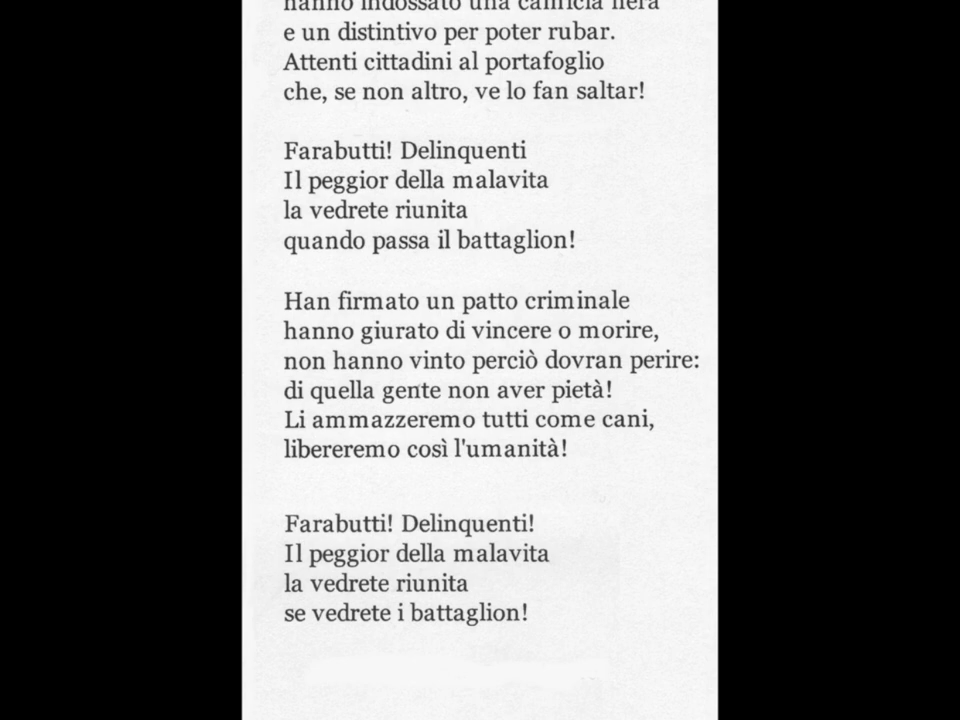 hanno indossato una camicia nera
e un distintivo per poter rubar.
Attenti cittadini al portafoglio
che, se non altro, ve lo fan saltar!
Farabutti! Delinquenti
Il peggior della malavita
la vedrete riunita
quando passa il battaglion!
Han firmato un patto criminale
hanno giurato di vincere o morire,
non hanno vinto perciò dovran perire:
di quella gente non aver pietà!
Li ammazzeremo tutti come cani,
libereremo così l'umanità!
Farabutti! Delinquenti!
Il peggior della malavita
la vedrete riunita
se vedrete i battaglion!